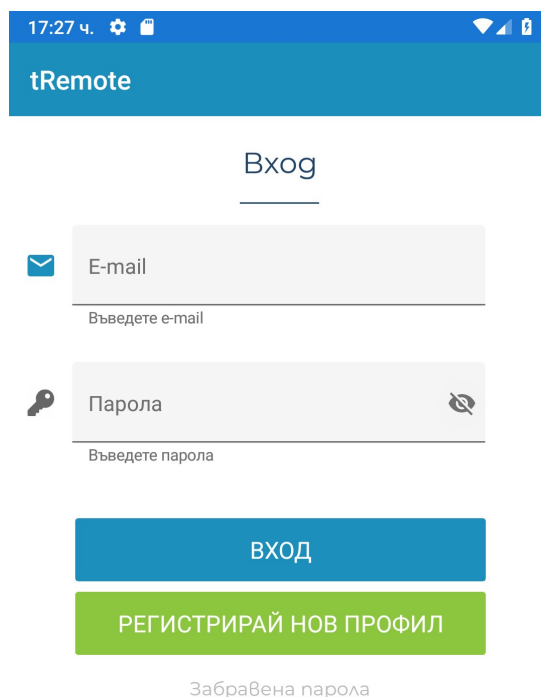 17:27 ч.
tRemote
Вход
E-mail
Въведете e-mail
Парола
Въведете парола
ВХОД
РЕГИСТРИРАЙ НОВ ПРОФИЛ
Забравена парола